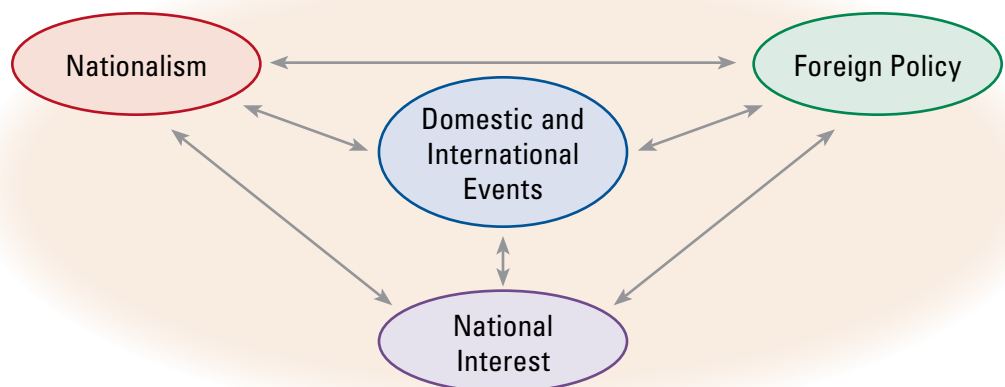 Nationalism
Foreign Policy
Domestic and
International
Events
National
Interest